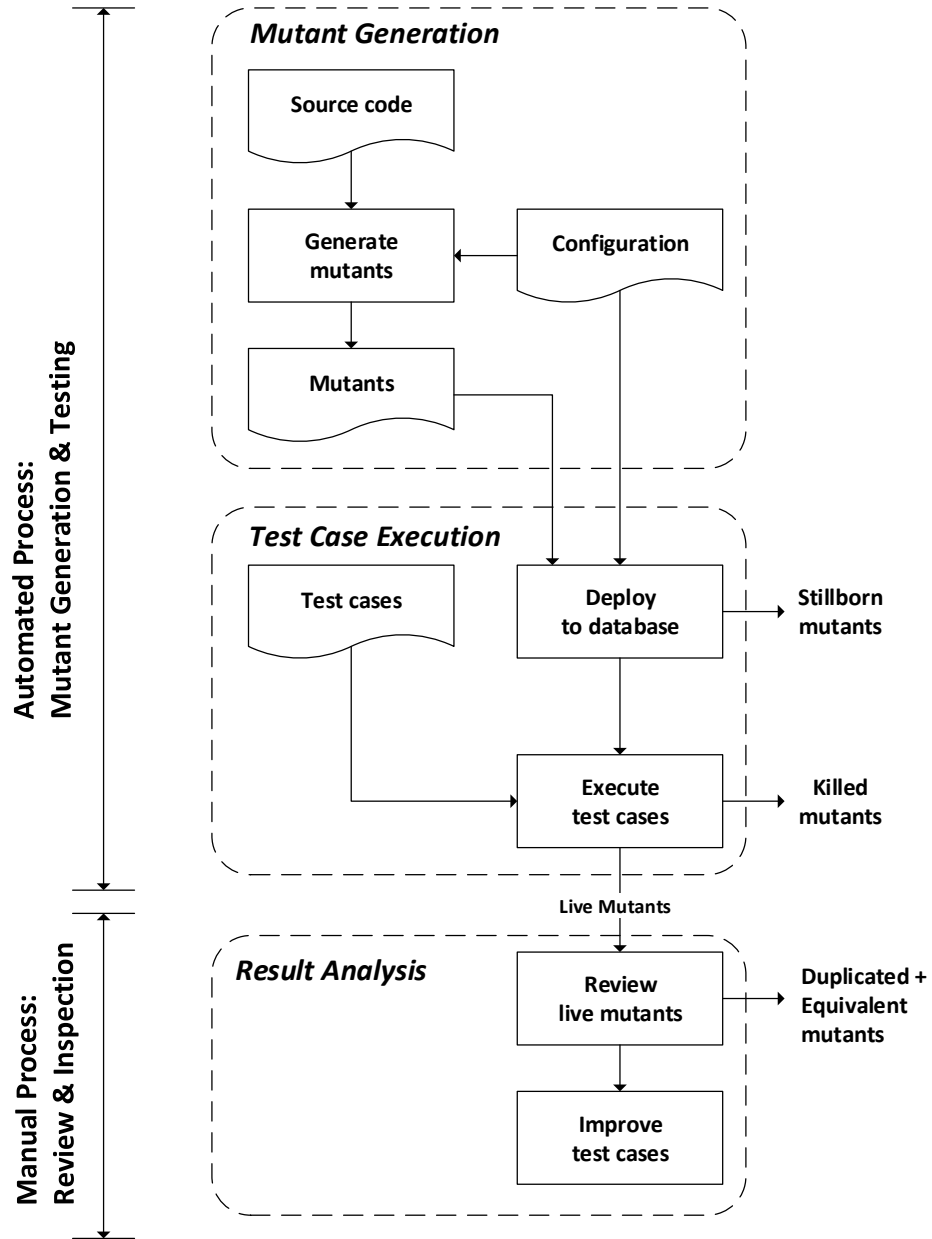 Mutant Generation
Source code
Generate
mutants
Configuration
Mutants
Automated Process:
Mutant Generation & Testing
Test Case Execution
Test cases
Deploy
to database
Stillborn
mutants
Execute
test cases
Killed
mutants
Live Mutants
Manual Process:
Review & Inspection
Result Analysis
Review
live mutants
Duplicated +
Equivalent
mutants
Improve
test cases